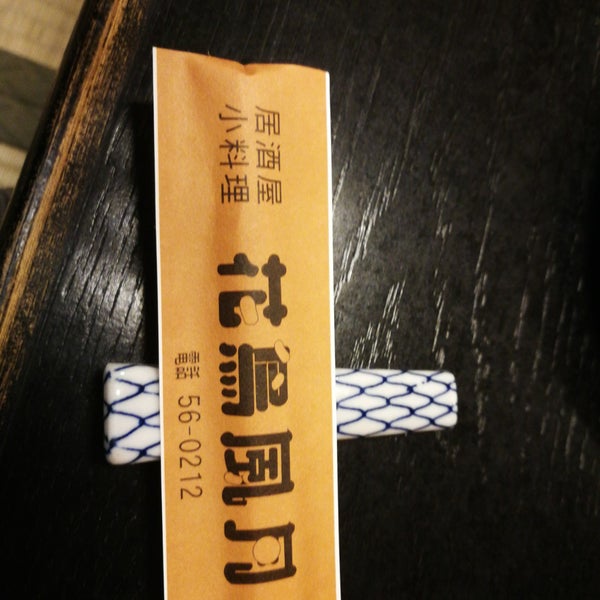 居酒屋
小料理
花鳥風月
電話 56-0212